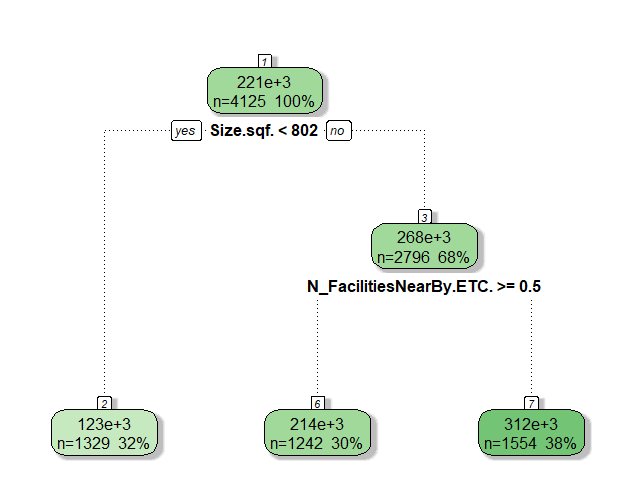 1
221e+3
n=4125 100%
yes Size.sqf. < 802 no
3
268e+3
n=2796 68%
N_FacilitiesNearBy.ETC. >= 0.5
2
123e+3
n=1329 32%
6
214e+3
n=1242 30%
7
312e+3
n=1554 38%